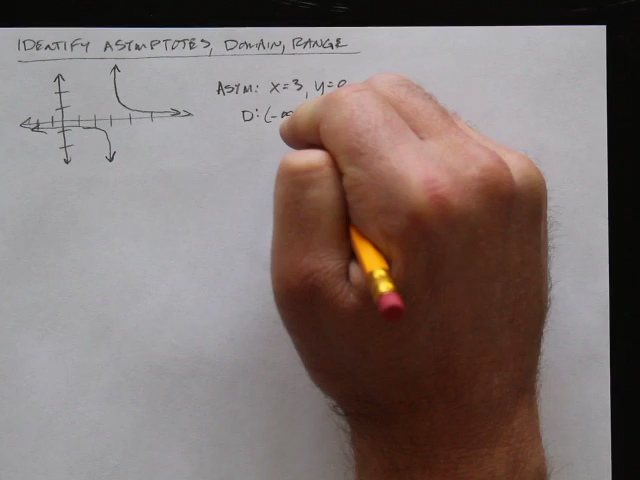 IDENTIFY ASYMPTOTES, DOMAIN, RANGE
ASYM: X=3, y=0
D: (-∞